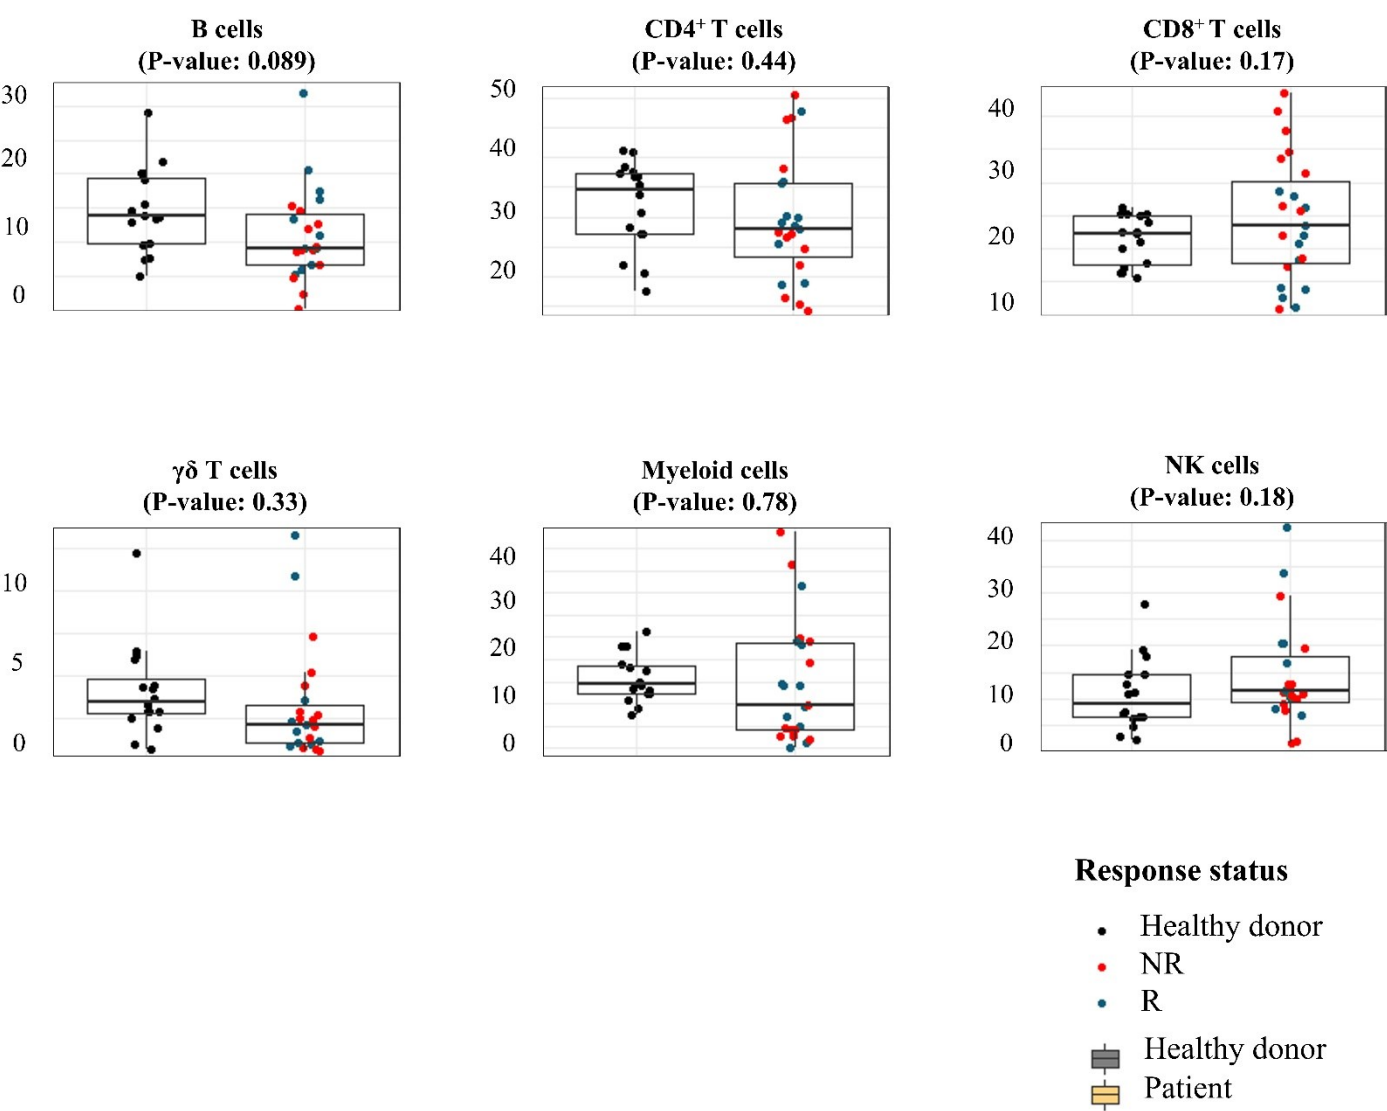 B cells
(P-value: 0.089)
30
20
10
0
CD4+ T cells
(P-value: 0.44)
50
40
30
20
CD8+ T cells
(P-value: 0.17)
40
30
20
10
γδ T cells
(P-value: 0.33)
10
5
0
Myeloid cells
(P-value: 0.78)
40
30
20
10
0
NK cells
(P-value: 0.18)
40
30
20
10
0
Response status
Healthy donor
NR
R
Healthy donor
Patient